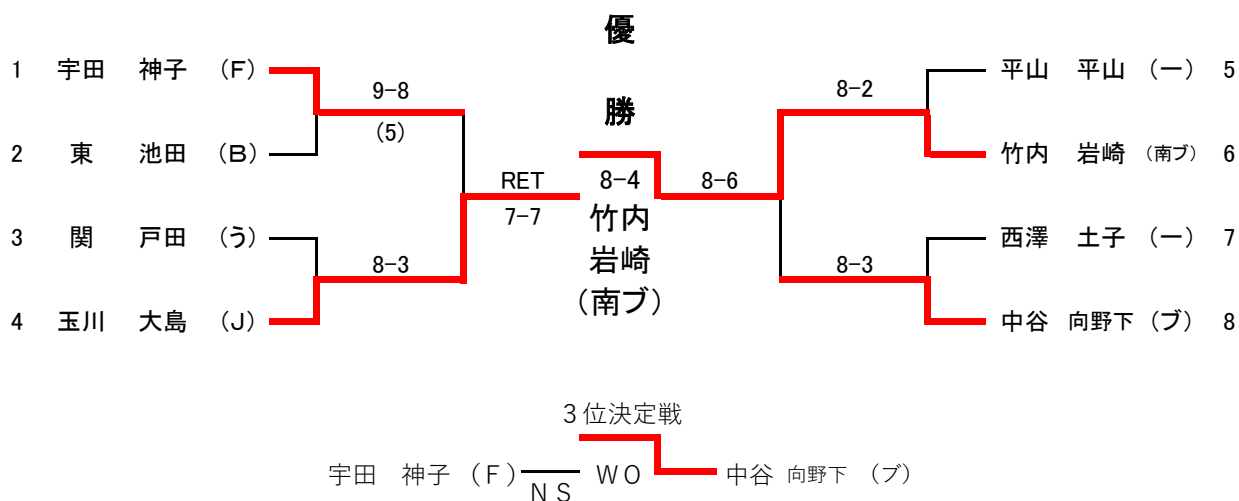 優
勝
1 宇田 神子 (F)
9-8
(5)
2 東 池田 (B)
3 関 戸田 (う)
8-3
4 玉川 大島 (J)
RET
7-7
8-4
竹内
岩崎
(南ブ)
8-6
平山 平山 (一) 5
8-2
竹内 岩崎 (南ブ) 6
西澤 土子 (一) 7
8-3
中谷 向野下 (ブ) 8
3位決定戦
宇田 神子 (F) WO 中谷 向野下 (ブ)
NS